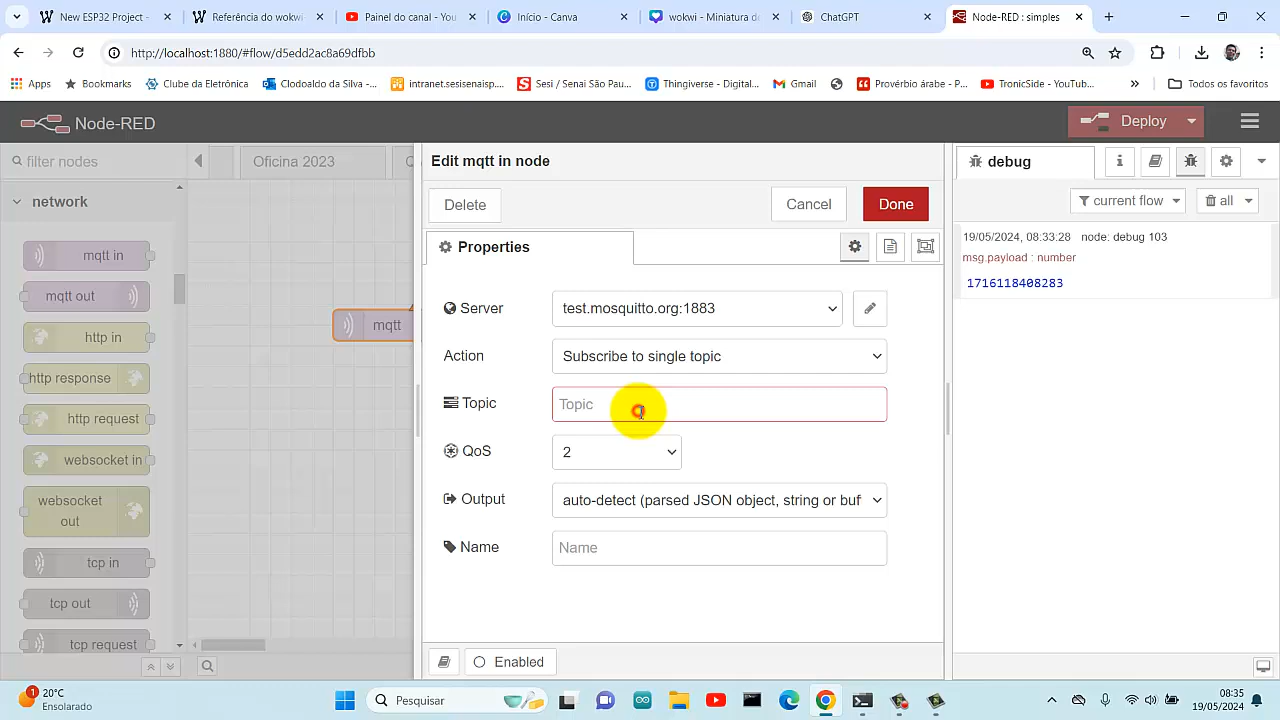 New ESP32 Project -
Referência do wokwi
Painel do canal - You
Início - Canva
wokwi - Miniatura d
ChatGPT
Node-RED : simples
http://localhost:1880/#flow/d5edd2ac8a69dfbb
Apps
Bookmarks
Clube da Eletrônica
Clodoaldo da Silva -...
intranet.sesisenaisp...
Sesi / Senai São Pau...
Thingiverse - Digital...
Gmail
Provérbio árabe - P...
TronicSide - YouTub...
Todos os favoritos
Node-RED
Deploy
filter nodes
Oficina 2023
Edit mqtt in node
debug
Delete
Cancel
Done
current flow
all
network
Properties
19/05/2024, 08:33:28 node: debug 103
msg.payload : number
1716118408283
mqtt in
mqtt out
http in
http response
http request
websocket in
websocket
out
tcp in
tcp out
tcp request
mqtt
Server
test.mosquitto.org:1883
Action
Subscribe to single topic
Topic
Topic
QoS
2
Output
auto-detect (parsed JSON object, string or buf
Name
Name
Enabled
1
20°C
Ensolarado
Pesquisar
08:35
19/05/2024